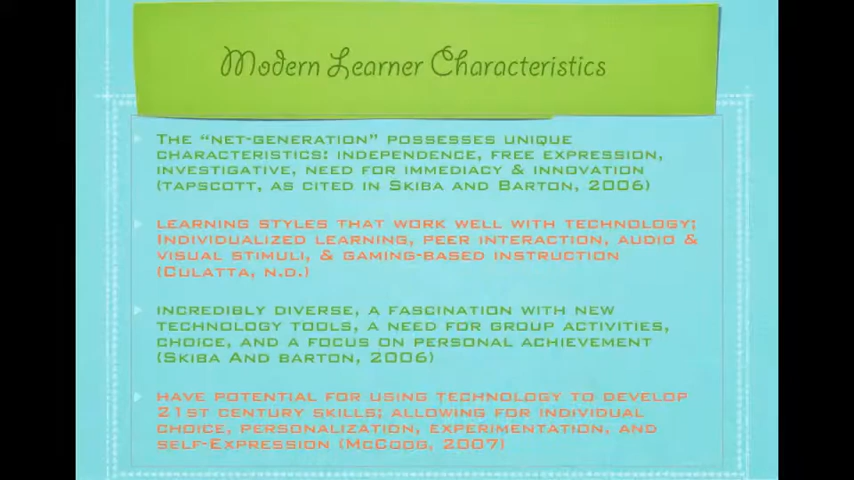 Modern Learner Characteristics
The "net-generation" possesses unique
characteristics: independence, free expression,
investigative, need for immediacy & innovation
(Tapscott, as cited in Skiba and Barton, 2006)
Learning styles that work well with technology;
Individualized learning, peer interaction, audio &
visual stimuli, & gaming-based instruction
(Culatta, n.d.)
Incredibly diverse, a fascination with new
technology tools, a need for group activities,
choice, and a focus on personal achievement
(Skiba And barton, 2006)
Have potential for using technology to develop
21st century skills; allowing for individual
choice, personalization, experimentation, and
self-Expression (McCoog, 2007)